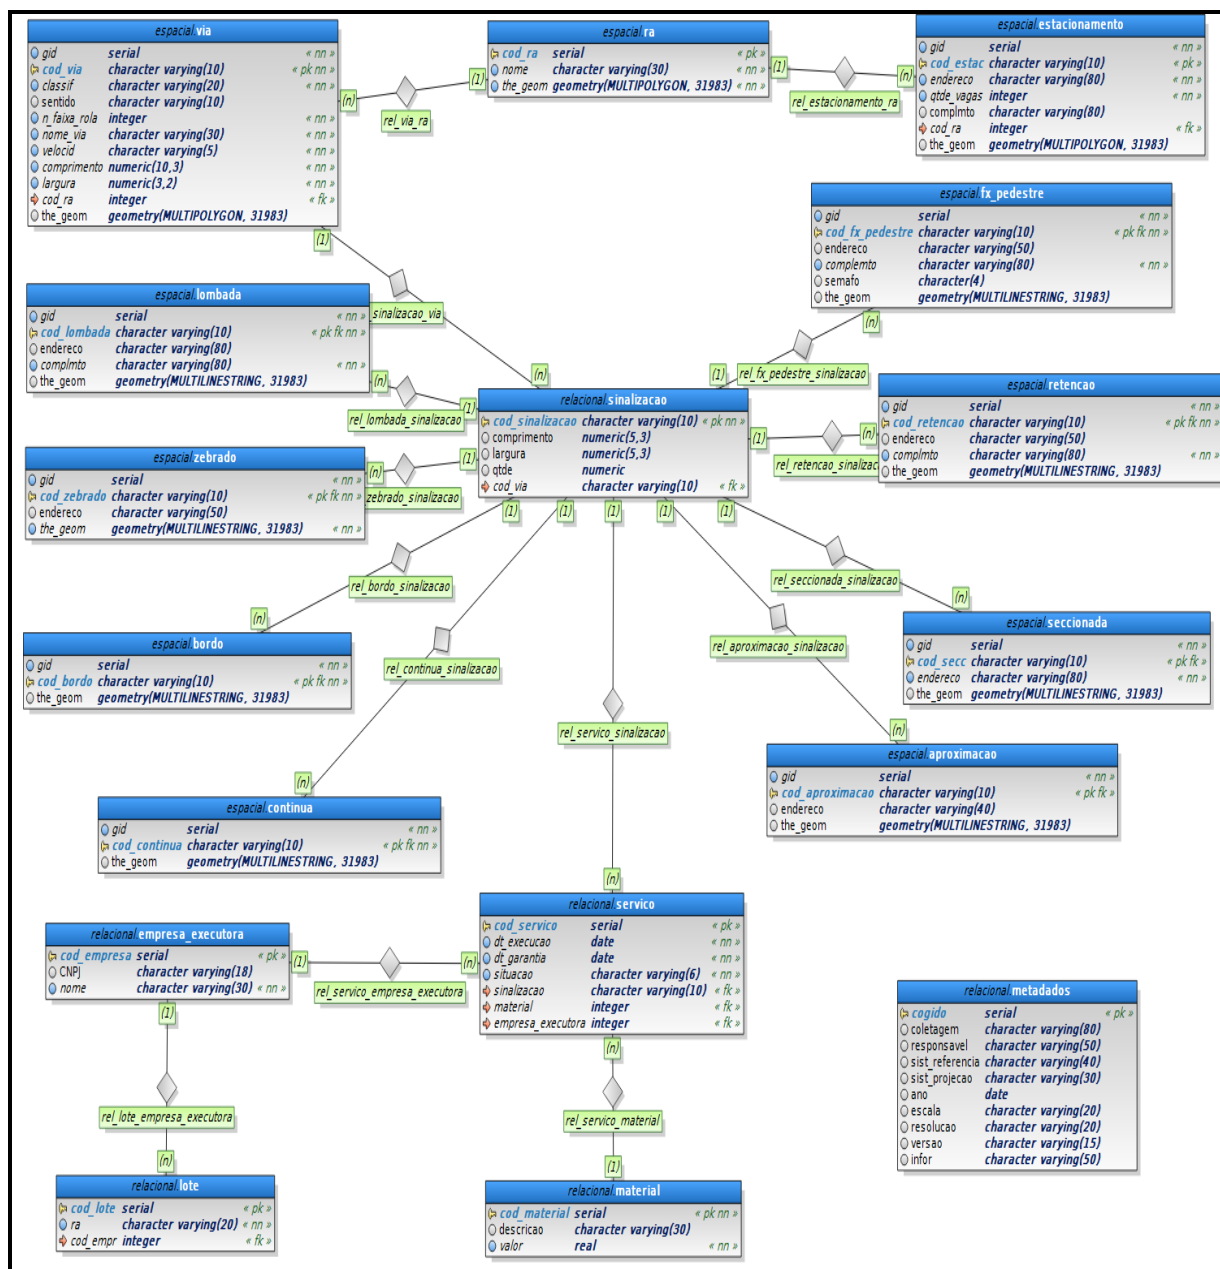 espacial.via
gid serial « nn »
cod_via character varying(10) « pk nn »
classif character varying(20) « nn »
sentido character varying(10)
n_faixa_rola integer « nn »
nome_via character varying(30) « nn »
velocid character varying(5) « nn »
comprimento numeric(10,3) « nn »
largura numeric(3,2) « nn »
cod_ra integer « fk »
the_geom geometry(MULTIPOLYGON, 31983)
(n)
rel_via_ra
(1)
espacial.ra
cod_ra serial « pk »
nome character varying(30) « nn »
the_geom geometry(MULTIPOLYGON, 31983) « nn »
(1)
rel_estacionamento_ra
(n)
espacial.estacionamento
gid serial « nn »
cod_estac character varying(10) « pk »
endereco character varying(80) « nn »
qtde_vagas integer « nn »
complmto character varying(80)
cod_ra integer « fk »
the_geom geometry(MULTIPOLYGON, 31983)
espacial.fx_pedestre
gid serial « nn »
cod_fx_pedestre character varying(10) « pk fk nn »
endereco character varying(50)
complemto character varying(80) « nn »
semafo character(4)
the_geom geometry(MULTILINESTRING, 31983)
(n)
rel_fx_pedestre_sinalizacao
(1)
(1)
_sinalizacao_via
(n)
espacial.lombada
gid serial « nn »
cod_lombada character varying(10) « pk fk nn »
endereco character varying(80)
complmto character varying(80) « nn »
the_geom geometry(MULTILINESTRING, 31983)
(n)
rel_lombada_sinalizacao
(1)
relacional.sinalizacao
cod_sinalizacao character varying(10) « pk nn »
comprimento numeric(5,3)
largura numeric(5,3)
qtde numeric
cod_via character varying(10) « fk »
(1)
rel_retencao_sinaliza
(n)
espacial.retencao
gid serial « nn »
cod_retencao character varying(10) « pk fk nn »
endereco character varying(50)
complmto character varying(80) « nn »
the_geom geometry(MULTILINESTRING, 31983)
espacial.zebrado
gid serial « nn »
cod_zebrado character varying(10) « pk fk nn »
endereco character varying(50)
the_geom geometry(MULTILINESTRING, 31983) « nn »
(n)
zebrado_sinalizacao
(1)
(1)
(1)
(1)
(1)
(1)
rel_bordo_sinalizacao
(n)
rel_seccionada_sinalizacao
(n)
espacial.bordo
gid serial « nn »
cod_bordo character varying(10) « pk fk nn »
the_geom geometry(MULTILINESTRING, 31983)
rel_continua_sinalizacao
(n)
rel_aproximacao_sinalizacao
(n)
espacial.seccionada
gid serial « nn »
cod_secc character varying(10) « pk fk »
endereco character varying(80) « nn »
the_geom geometry(MULTILINESTRING, 31983)
rel_servico_sinalizacao
(n)
espacial.aproximacao
gid serial « nn »
cod_aproximacao character varying(10) « pk fk »
endereco character varying(40)
the_geom geometry(MULTILINESTRING, 31983)
espacial.continua
gid serial « nn »
cod_continua character varying(10) « pk fk nn »
the_geom geometry(MULTILINESTRING, 31983)
relacional.servico
cod_servico serial « pk »
dt_execucao date « nn »
dt_garantia date « nn »
situacao character varying(6) « nn »
sinalizacao character varying(10) « fk »
material integer « fk »
empresa_executora integer « fk »
relacional.empresa_executora
cod_empresa serial « pk »
CNPJ character varying(18)
nome character varying(30) « nn »
(1)
rel_servico_empresa_executora
(n)
(1)
rel_lote_empresa_executora
(n)
(n)
rel_servico_material
(1)
relacional.metadados
cogido serial « pk »
coletagem character varying(80)
responsavel character varying(50)
sist_referencia character varying(40)
sist_projecao character varying(30)
ano date
escala character varying(20)
resolucao character varying(20)
versao character varying(15)
infor character varying(50)
relacional.lote
cod_lote serial « pk »
ra character varying(20) « nn »
cod_empr integer « fk »
relacional.material
cod_material serial « pk nn »
descricao character varying(30)
valor real « nn »